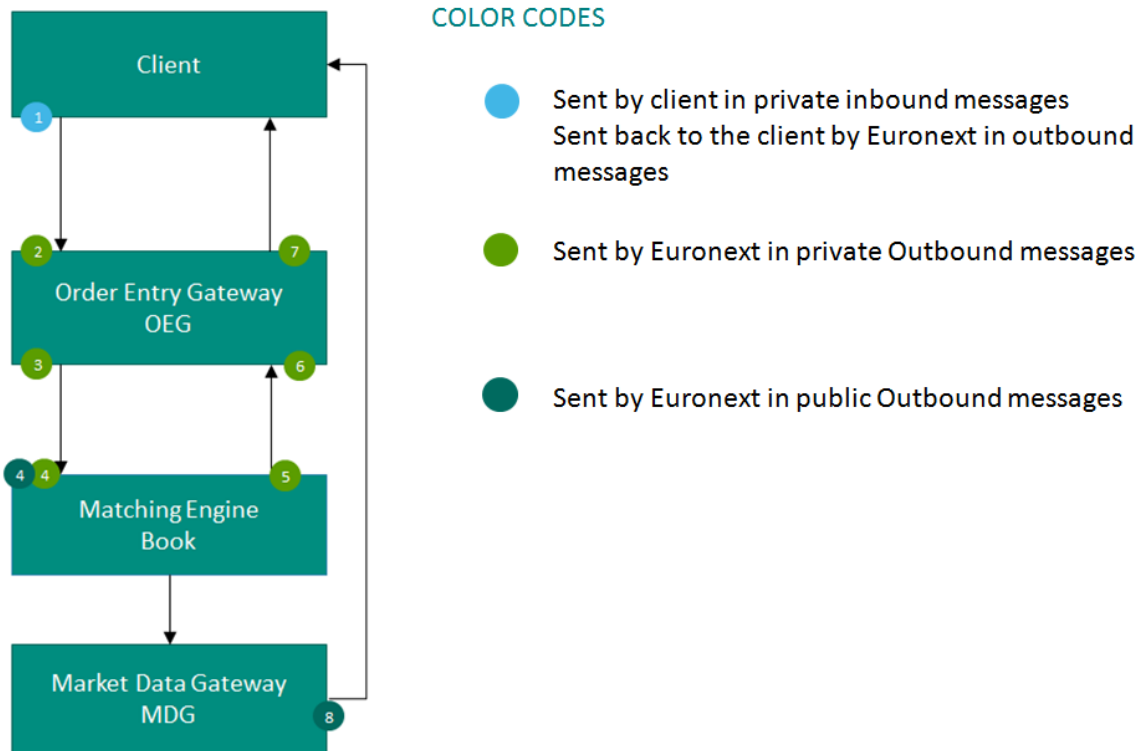 COLOR CODES
Client
1
Sent by client in private inbound messages
Sent back to the client by Euronext in outbound
messages
2
7
Sent by Euronext in private Outbound messages
Order Entry Gateway
OEG
3
6
Sent by Euronext in public Outbound messages
4
4
5
Matching Engine
Book
Market Data Gateway
MDG
8